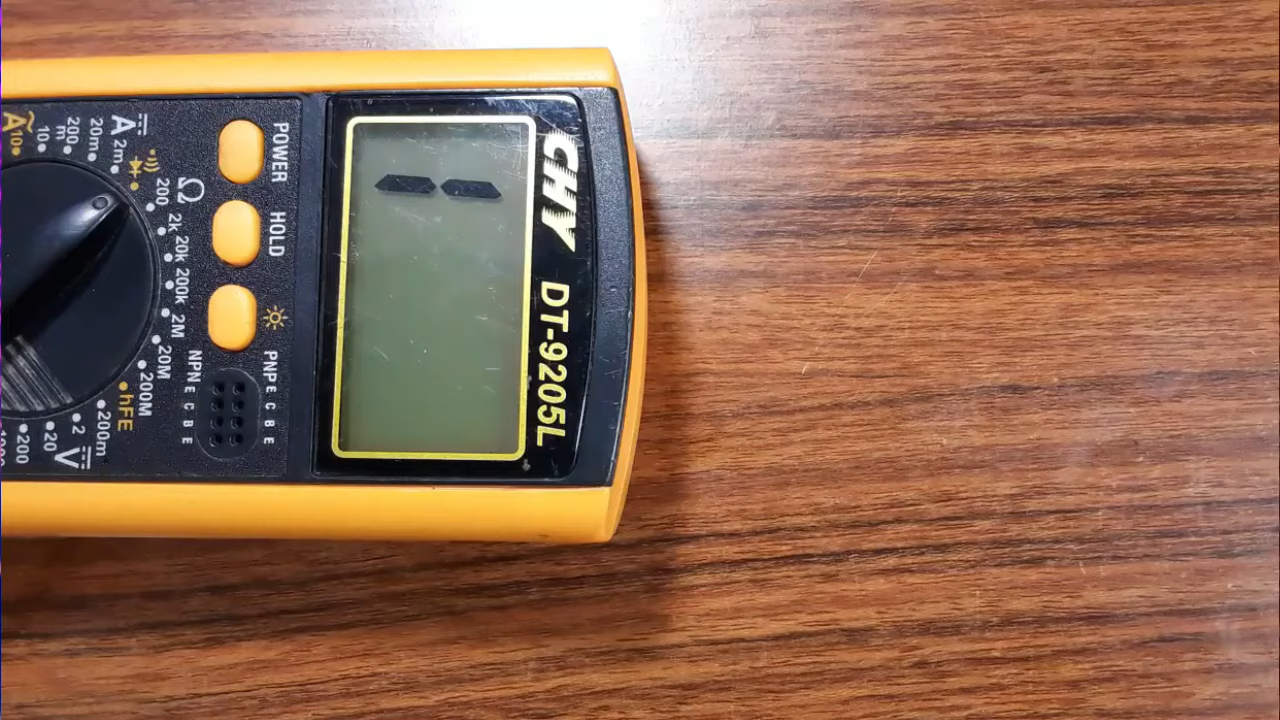 CHY DT-9205L
1
POWER
HOLD
PNP E C B E
NPN E C B E
Ω
200
2k
20k
200k
2M
20M
200M
hFE
A
2m
20m
200m
10
A
10
V
200m
2
20
200